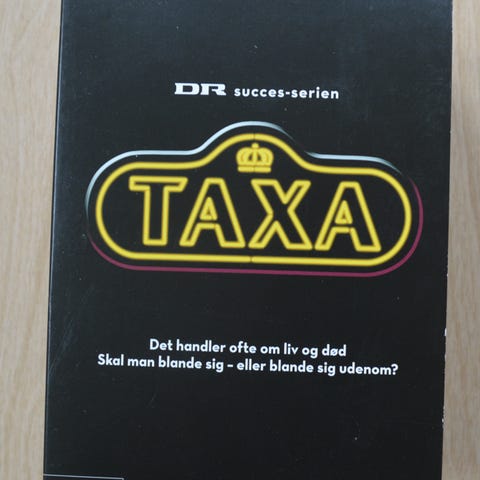 DR succes-serien
TAXA
Det handler ofte om liv og død
Skal man blande sig – eller blande sig udenom?